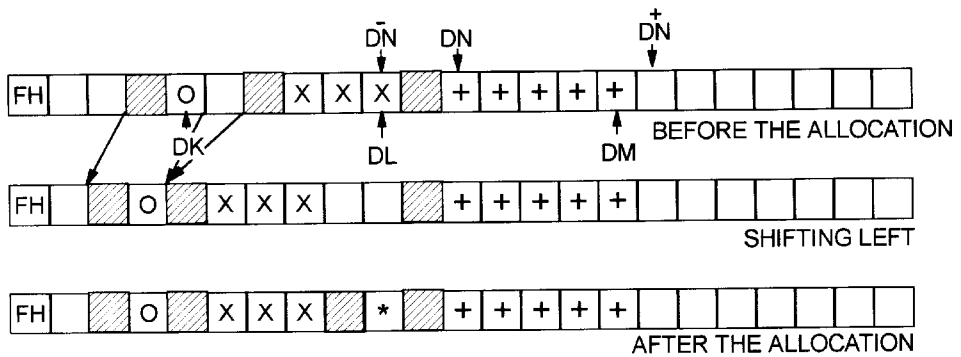 DN̄ DN DN⁺
FH O X X X + + + + +
BEFORE THE ALLOCATION
DK DL DM
FH O X X X + + + + +
SHIFTING LEFT
FH O X X X * + + + + +
AFTER THE ALLOCATION